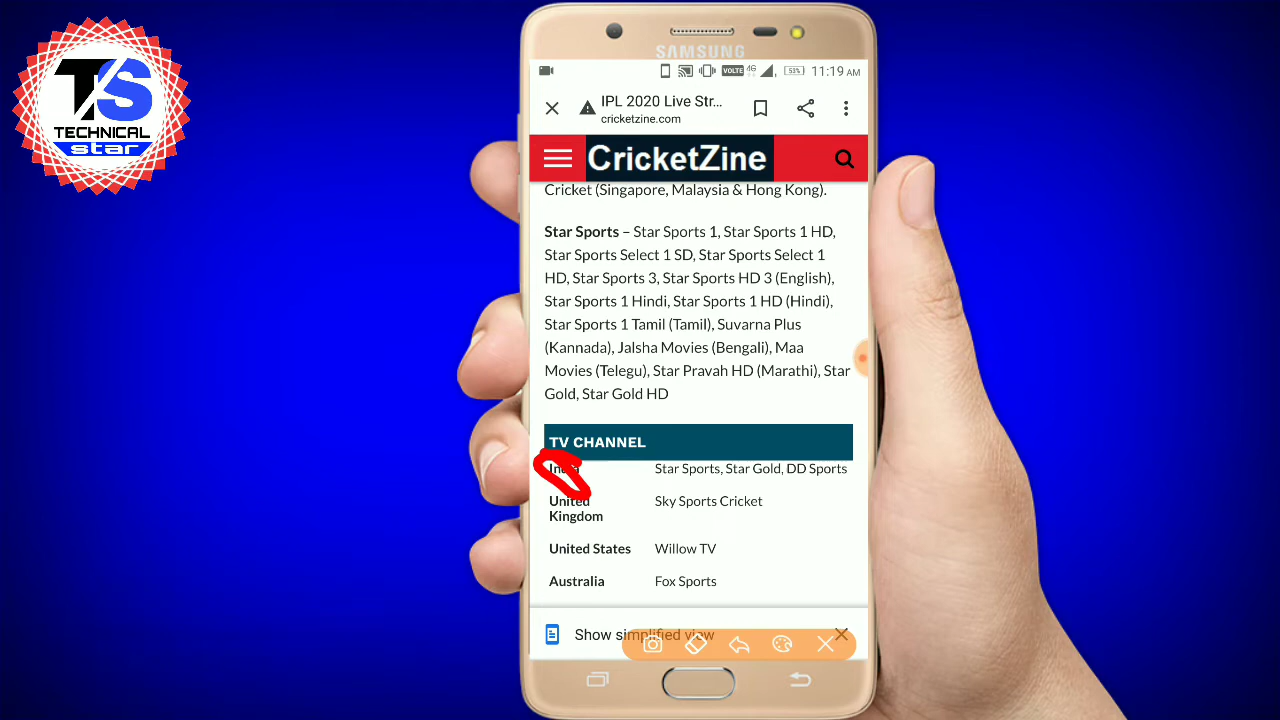 TS
TECHNICAL
star
SAMSUNG
VOLTE 4G 53% 11:19 AM
IPL 2020 Live Str...
cricketzine.com
CricketZine
Cricket (Singapore, Malaysia & Hong Kong).
Star Sports – Star Sports 1, Star Sports 1 HD,
Star Sports Select 1 SD, Star Sports Select 1
HD, Star Sports 3, Star Sports HD 3 (English),
Star Sports 1 Hindi, Star Sports 1 HD (Hindi),
Star Sports 1 Tamil (Tamil), Suvarna Plus
(Kannada), Jalsha Movies (Bengali), Maa
Movies (Telegu), Star Pravah HD (Marathi), Star
Gold, Star Gold HD
TV CHANNEL
India Star Sports, Star Gold, DD Sports
United Sky Sports Cricket
Kingdom
United States Willow TV
Australia Fox Sports
Show simplified view